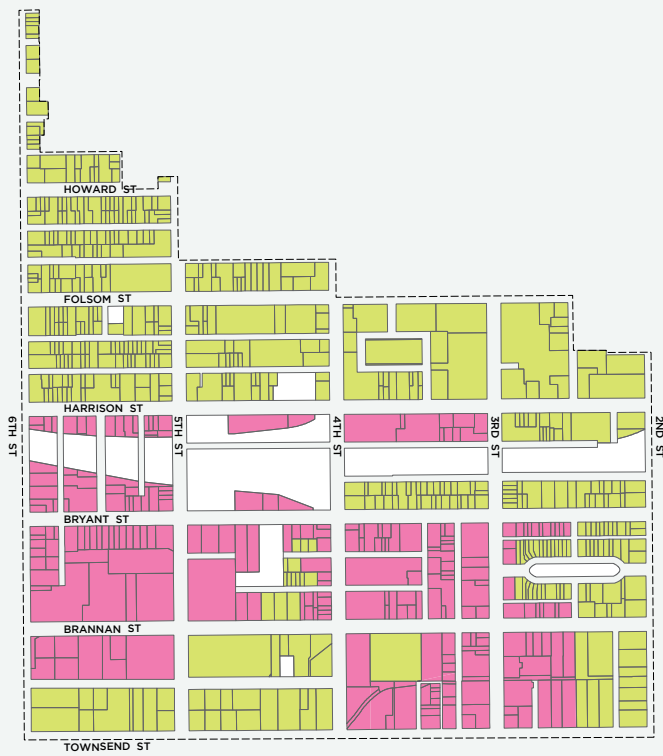 HOWARD ST
FOLSOM ST
HARRISON ST
6TH ST
5TH ST
4TH ST
3RD ST
2ND ST
BRYANT ST
BRANNAN ST
TOWNSEND ST